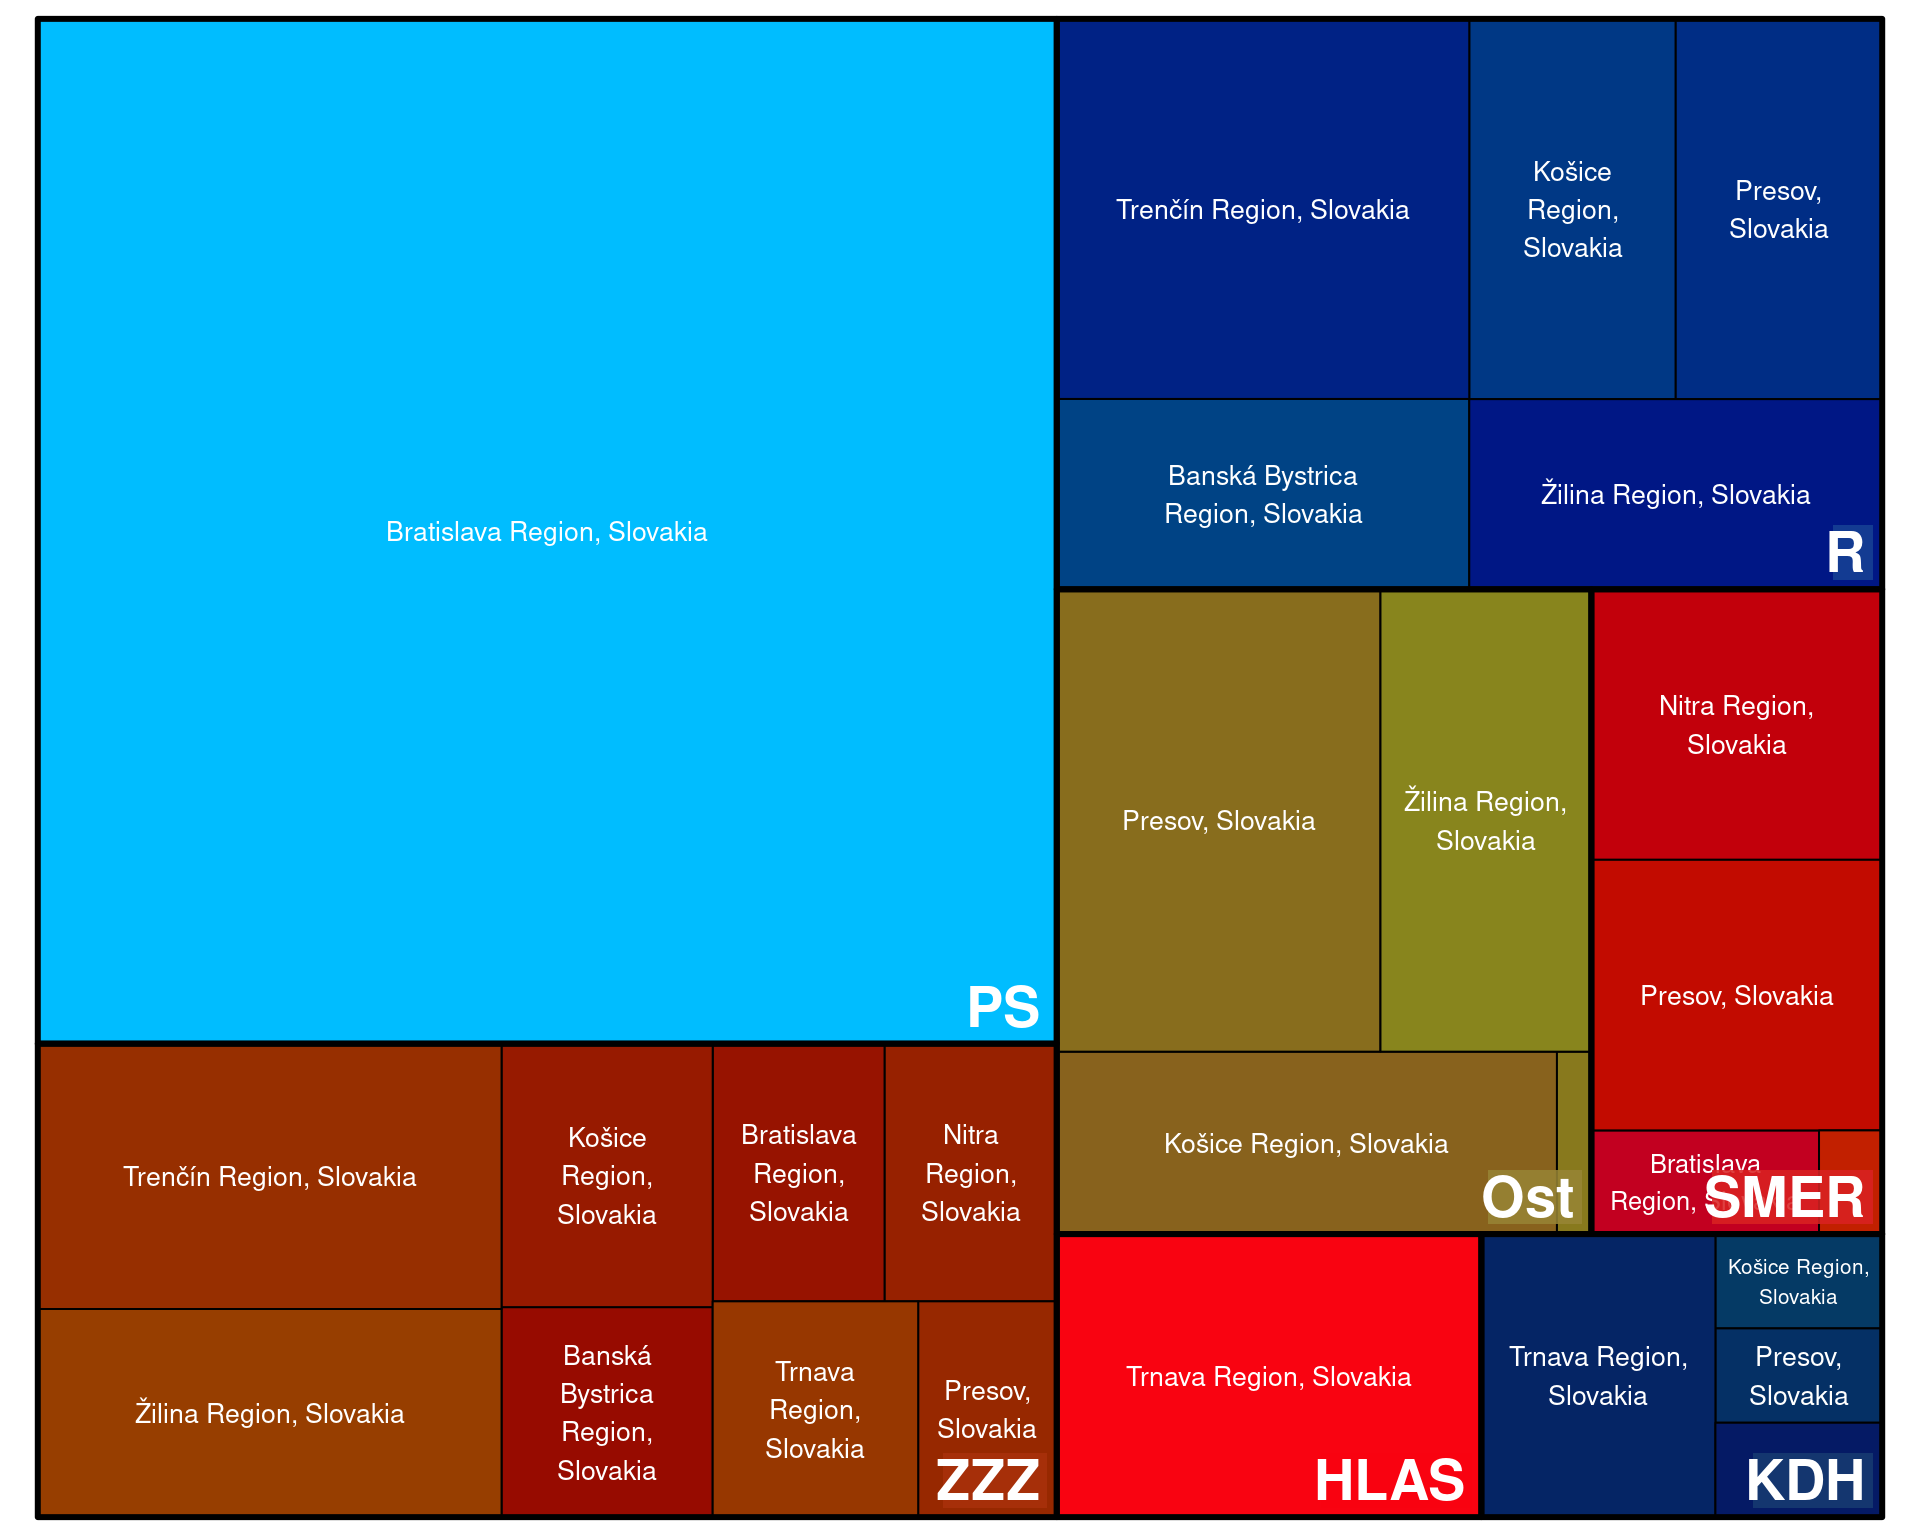 Bratislava Region, Slovakia
PS
Trenčín Region, Slovakia
Košice
Region,
Slovakia
Presov,
Slovakia
Banská Bystrica
Region, Slovakia
Žilina Region, Slovakia
R
Presov, Slovakia
Žilina Region,
Slovakia
Košice Region, Slovakia
Ost
Nitra Region,
Slovakia
Presov, Slovakia
Bratislava
Region,
SMER
Trenčín Region, Slovakia
Košice
Region,
Slovakia
Bratislava
Region,
Slovakia
Nitra
Region,
Slovakia
Žilina Region, Slovakia
Banská
Bystrica
Region,
Slovakia
Trnava
Region,
Slovakia
Presov,
Slovakia
ZZZ
Trnava Region, Slovakia
HLAS
Trnava Region,
Slovakia
Košice Region,
Slovakia
Presov,
Slovakia
KDH